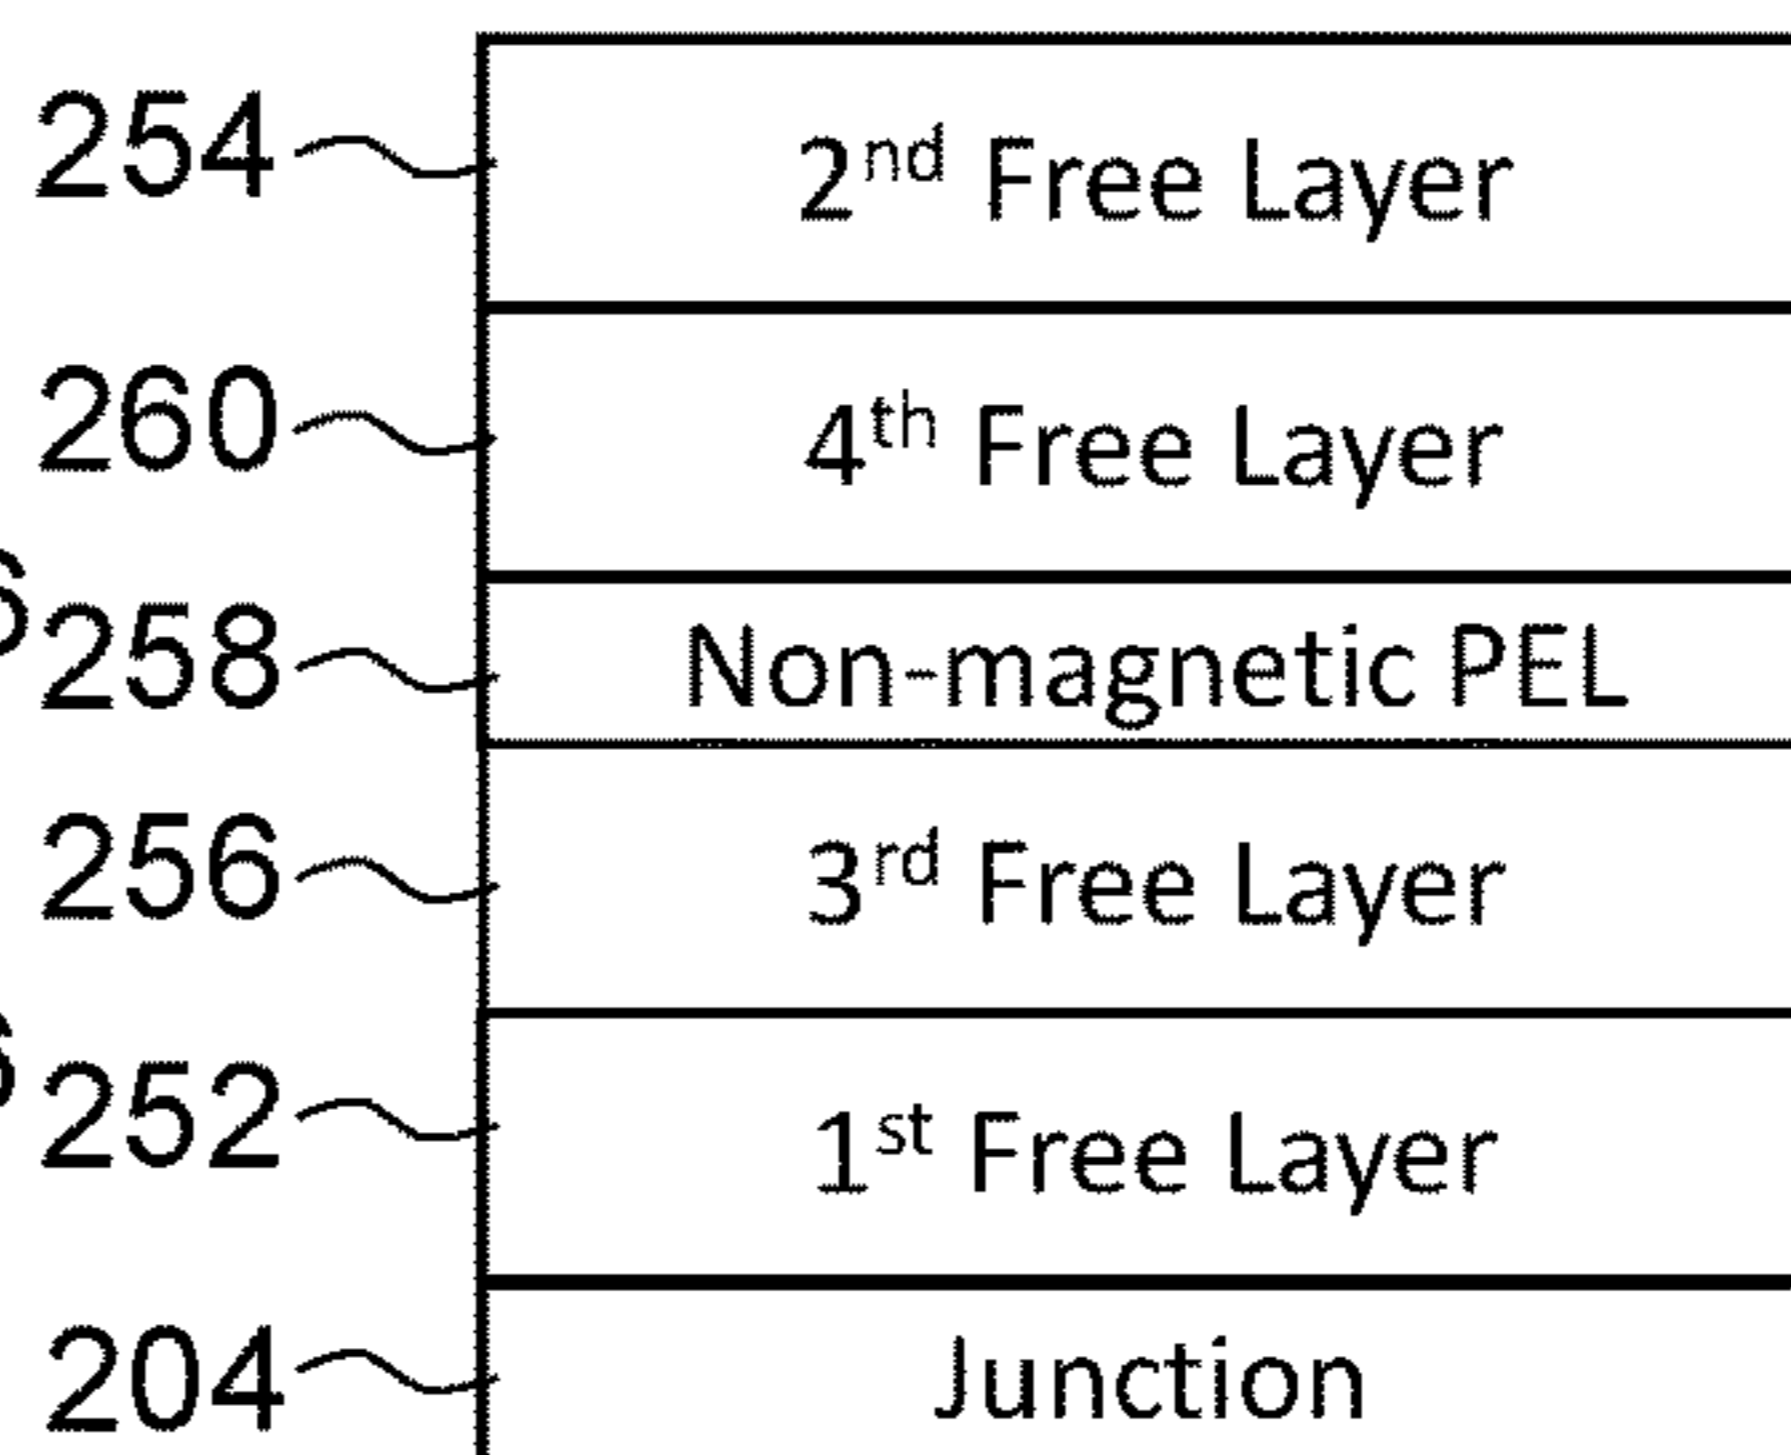 254 2nd Free Layer
260 4th Free Layer
258 Non-magnetic PEL
256 3rd Free Layer
252 1st Free Layer
204 Junction